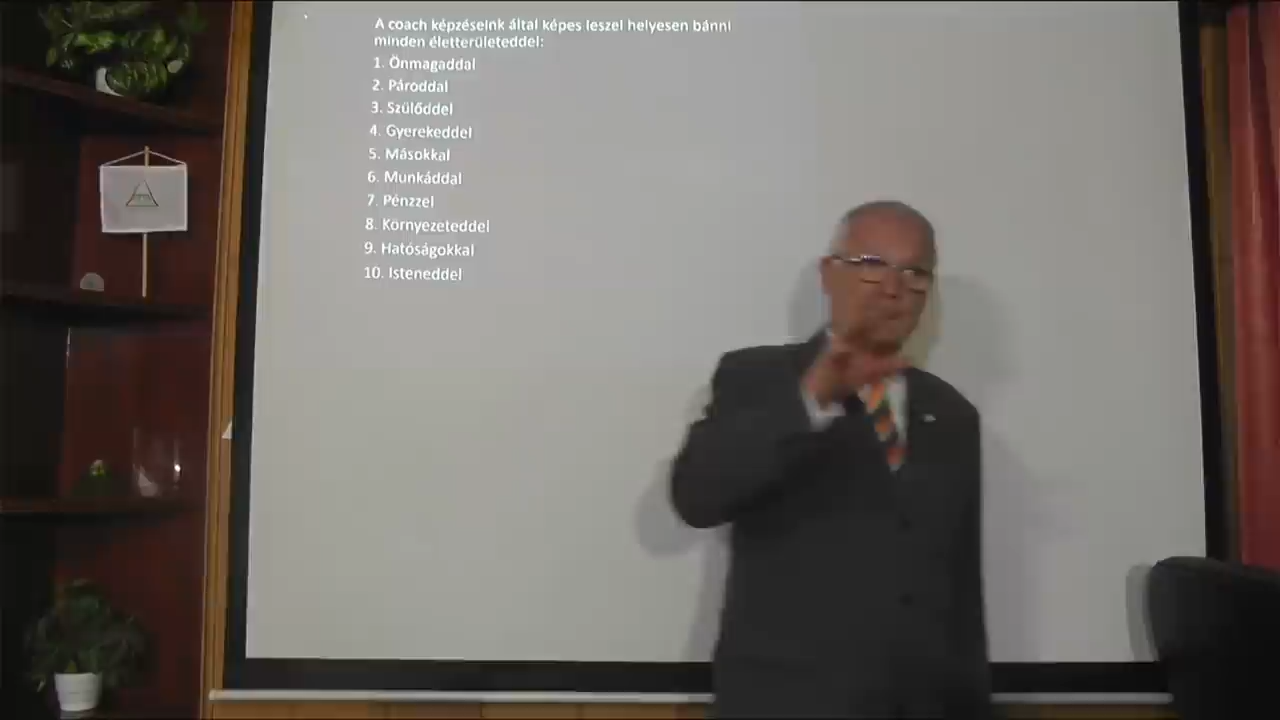 A coach képzéseink által képes leszel helyesen bánni
minden életterületeddel:
1. Önmagaddal
2. Pároddal
3. Szülőddel
4. Gyerekeddel
5. Másokkal
6. Munkáddal
7. Pénzzel
8. Környezeteddel
9. Hatóságokkal
10. Isteneddel